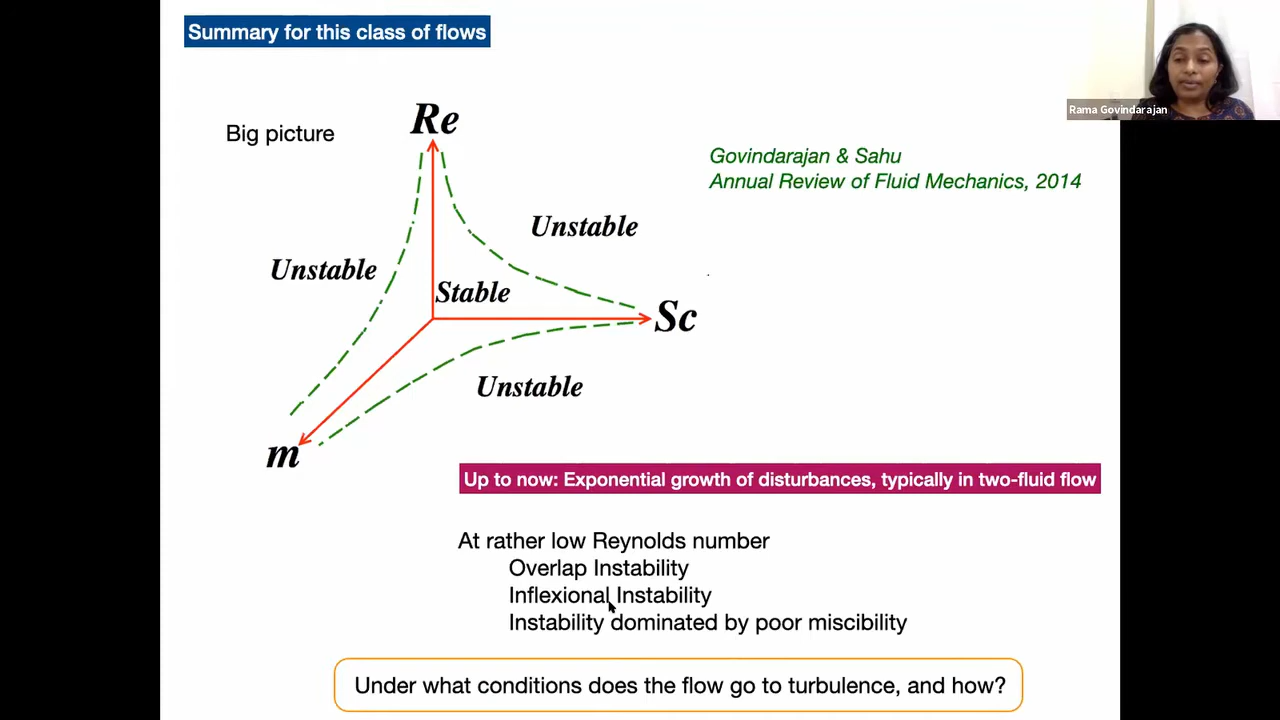 Summary for this class of flows
Rama Govindarajan
Big picture
Re
Govindarajan & Sahu
Annual Review of Fluid Mechanics, 2014
Unstable
Unstable
Stable
Sc
Unstable
m
Up to now: Exponential growth of disturbances, typically in two-fluid flow
At rather low Reynolds number
Overlap Instability
Inflexional Instability
Instability dominated by poor miscibility
Under what conditions does the flow go to turbulence, and how?